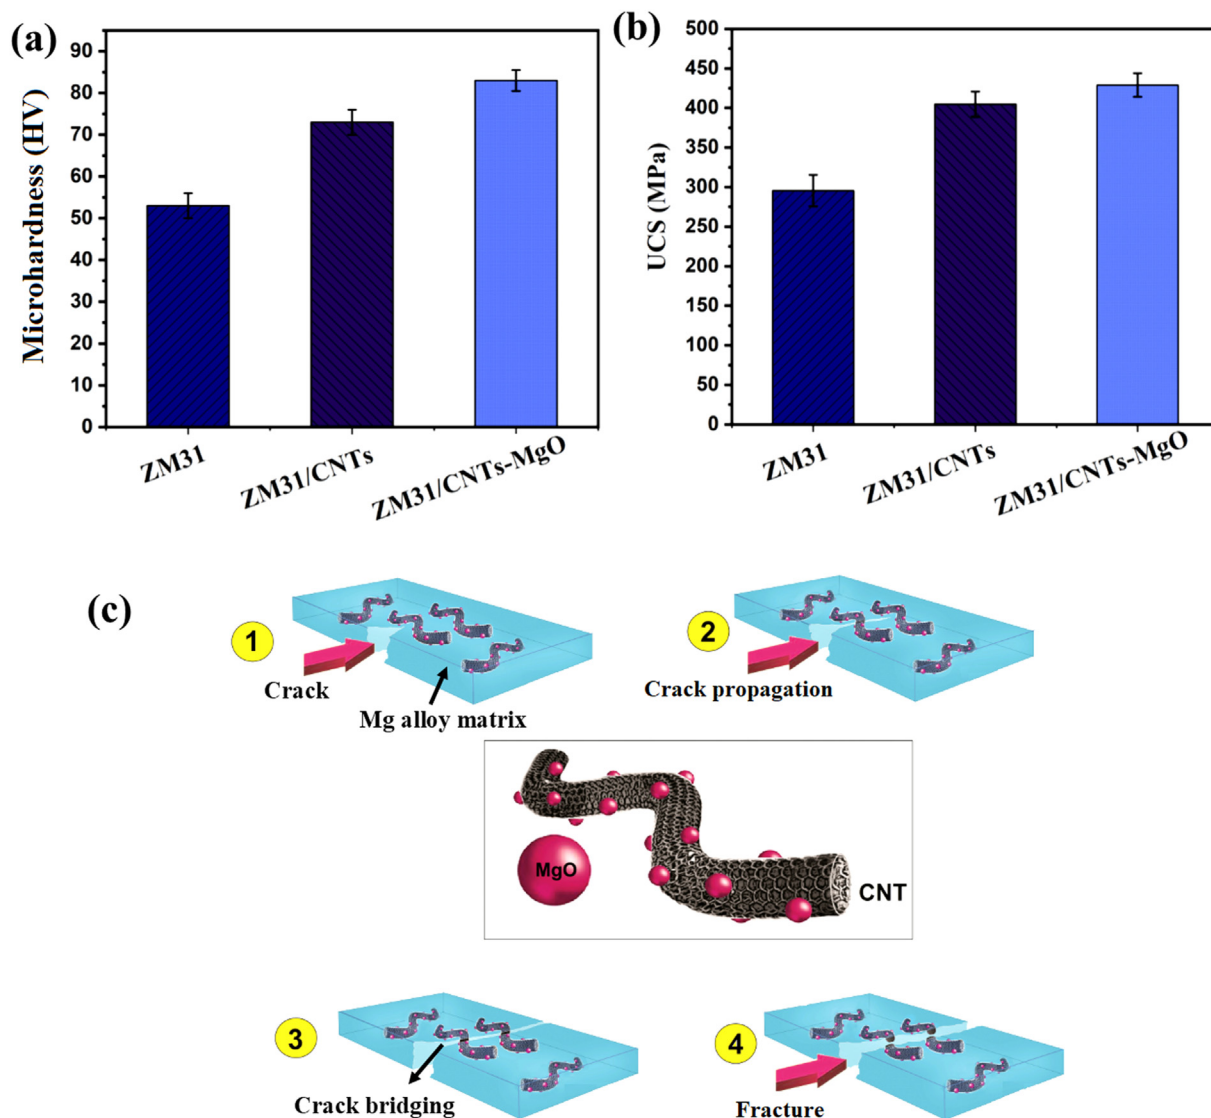 (a)
Microhardness (HV)
90
80
70
60
50
40
30
20
10
0
ZM31
ZM31/CNTs
ZM31/CNTs-MgO
(b)
UCS (MPa)
500
450
400
350
300
250
200
150
100
50
0
ZM31
ZM31/CNTs
ZM31/CNTs-MgO
(c)
1
Crack
Mg alloy matrix
2
Crack propagation
MgO
CNT
3
Crack bridging
4
Fracture